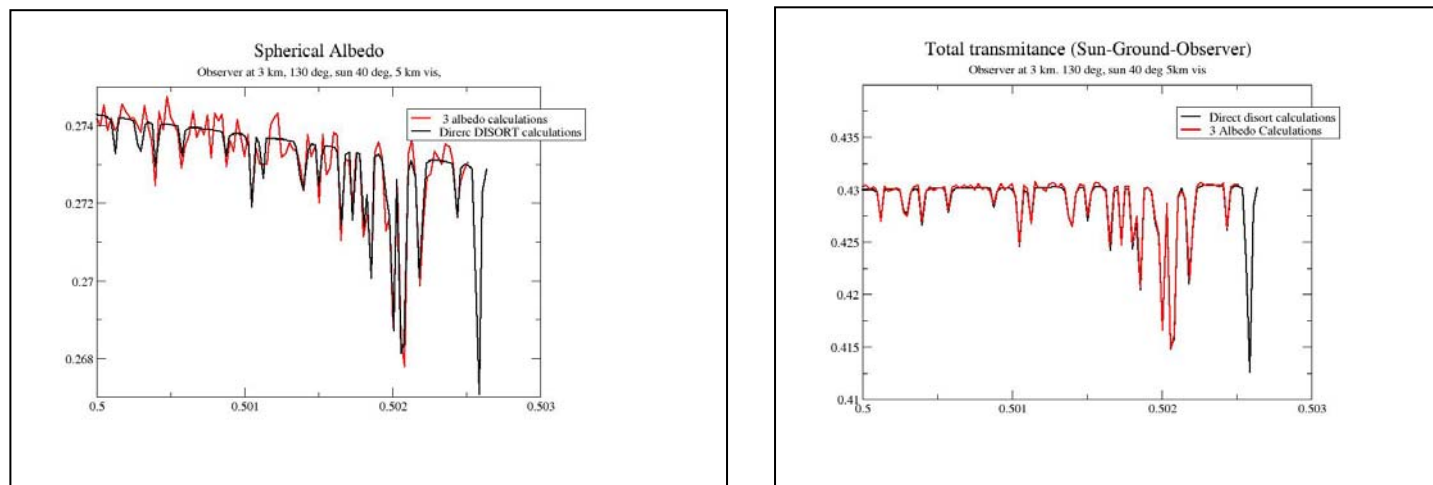 Spherical Albedo
Observer at 3 km, 130 deg, sun 40 deg, 5 km vis,
3 albedo calculations
Direrc DISORT calculations
0.274
0.272
0.27
0.268
0.5
0.501
0.502
0.503
Total transmitance (Sun-Ground-Observer)
Observer at 3 km. 130 deg, sun 40 deg 5km vis
Direct disort calculations
3 Albedo Calculations
0.435
0.43
0.425
0.42
0.415
0.41
0.5
0.501
0.502
0.503